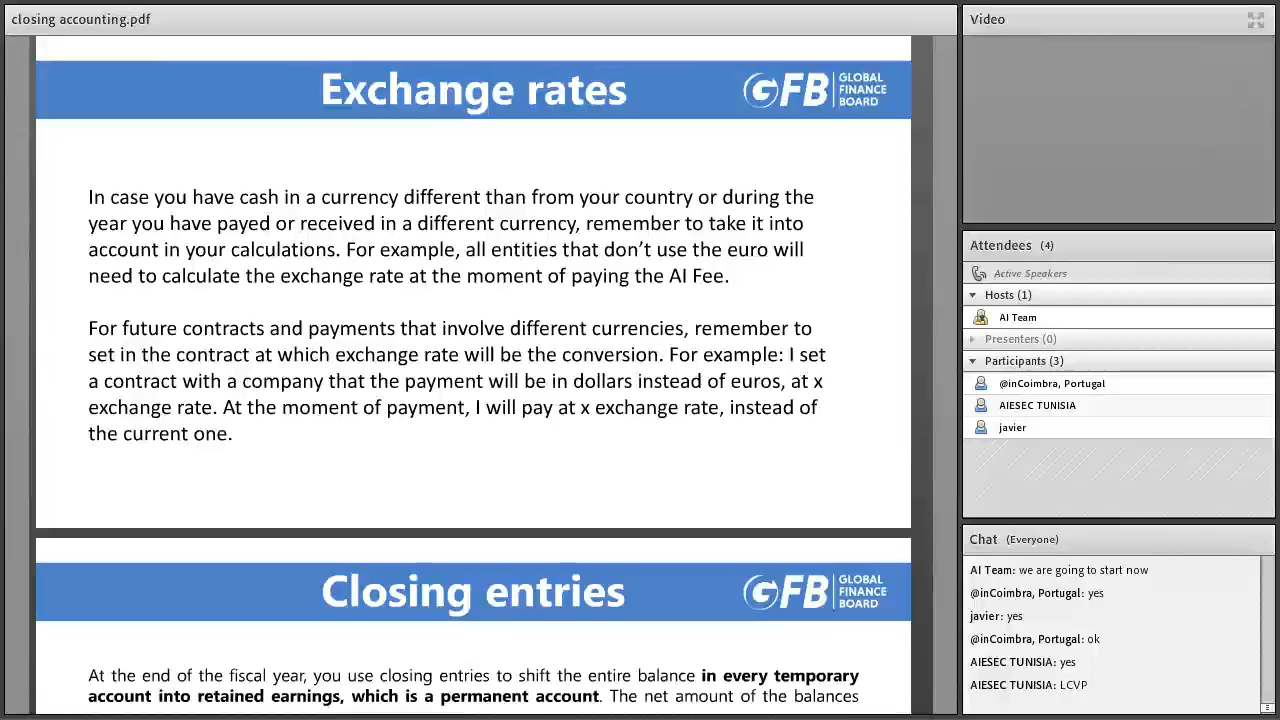 closing accounting.pdf
Exchange rates
GFB GLOBAL
FINANCE
BOARD
In case you have cash in a currency different than from your country or during the
year you have payed or received in a different currency, remember to take it into
account in your calculations. For example, all entities that don't use the euro will
need to calculate the exchange rate at the moment of paying the AI Fee.
For future contracts and payments that involve different currencies, remember to
set in the contract at which exchange rate will be the conversion. For example: I set
a contract with a company that the payment will be in dollars instead of euros, at x
exchange rate. At the moment of payment, I will pay at x exchange rate, instead of
the current one.
Closing entries
GFB GLOBAL
FINANCE
BOARD
At the end of the fiscal year, you use closing entries to shift the entire balance in every temporary
account into retained earnings, which is a permanent account. The net amount of the balances
Video
Attendees (4)
Active Speakers
Hosts (1)
AI Team
Presenters (0)
Participants (3)
@inCoimbra, Portugal
AIESEC TUNISIA
javier
Chat (Everyone)
AI Team: we are going to start now
@inCoimbra, Portugal: yes
javier: yes
@inCoimbra, Portugal: ok
AIESEC TUNISIA: yes
AIESEC TUNISIA: LCVP